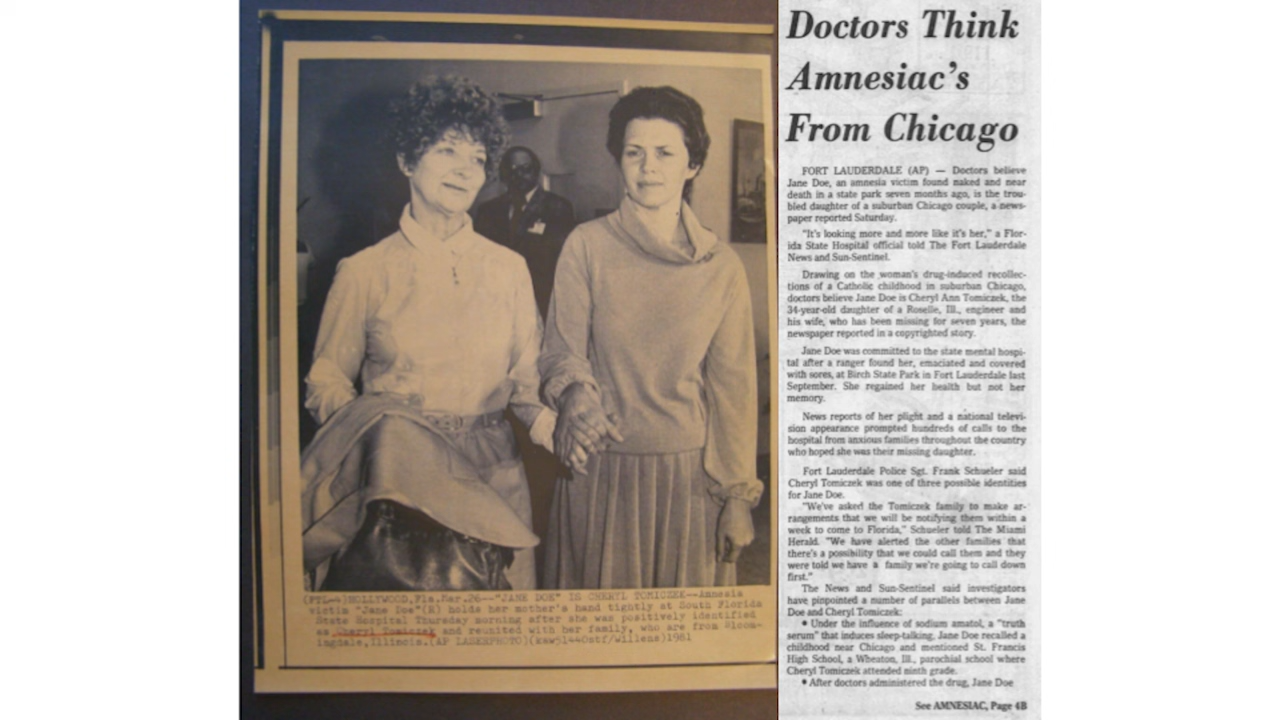 (FTL-4)HOLLYWOOD,Fla.Mar.26--"JANE DOE" IS CHERYL TOMICZEK--Amnesia
victim "Jane Doe"(R) holds her mother's hand tightly at South Florida
State Hospital Thursday morning after she was positively identified
as Cheryl Tomiczek and reunited with her family, who are from Bloom-
ingdale,Illinois.(AP LASERPHOTO) 1981
Doctors Think
Amnesiac's
From Chicago
FORT LAUDERDALE (AP) — Doctors believe
Jane Doe, an amnesia victim found naked and near
death in a state park seven months ago, is the trou-
bled daughter of a suburban Chicago couple, a news-
paper reported Saturday.
"It's looking more and more like it's her," a Flor-
ida State Hospital official told The Fort Lauderdale
News and Sun-Sentinel.
Drawing on the woman's drug-induced recollec-
tions of a Catholic childhood in suburban Chicago,
doctors believe Jane Doe is Cheryl Ann Tomiczek, the
34-year-old daughter of a Roselle, Ill., engineer and
his wife, who has been missing for seven years, the
newspaper reported in a copyrighted story.
Jane Doe was committed to the state mental hospi-
tal after a ranger found her, emaciated and covered
with sores, at Birch State Park in Fort Lauderdale last
September. She regained her health but not her
memory.
News reports of her plight and a national televi-
sion appearance prompted hundreds of calls to the
hospital from anxious families throughout the country
who hoped she was their missing daughter.
Fort Lauderdale Police Sgt. Frank Schueler said
Cheryl Tomiczek was one of three possible identities
for Jane Doe.
"We've asked the Tomiczek family to make ar-
rangements that we will be notifying them within a
week to come to Florida," Schueler told The Miami
Herald. "We have alerted the other families that
there's a possibility that we could call them and they
were told we have a family we're going to call down
first."
The News and Sun-Sentinel said investigators
have pinpointed a number of parallels between Jane
Doe and Cheryl Tomiczek:
• Under the influence of sodium amatol, a "truth
serum" that induces sleep-talking, Jane Doe recalled a
childhood near Chicago and mentioned St. Francis
High School, a Wheaton, Ill., parochial school where
Cheryl Tomiczek attended ninth grade.
• After doctors administered the drug, Jane Doe
See AMNESIAC, Page 4B